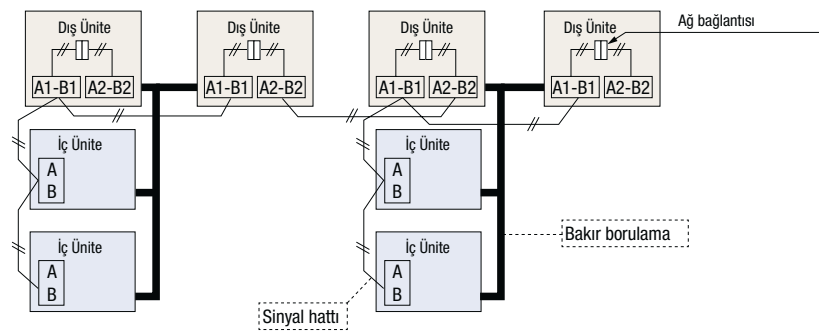 Dış Ünite
Dış Ünite
Dış Ünite
Dış Ünite
Ağ bağlantısı
A1-B1 A2-B2
A1-B1 A2-B2
A1-B1 A2-B2
A1-B1 A2-B2
İç Ünite
A
B
İç Ünite
A
B
Bakır borulama
İç Ünite
A
B
İç Ünite
A
B
Sinyal hattı